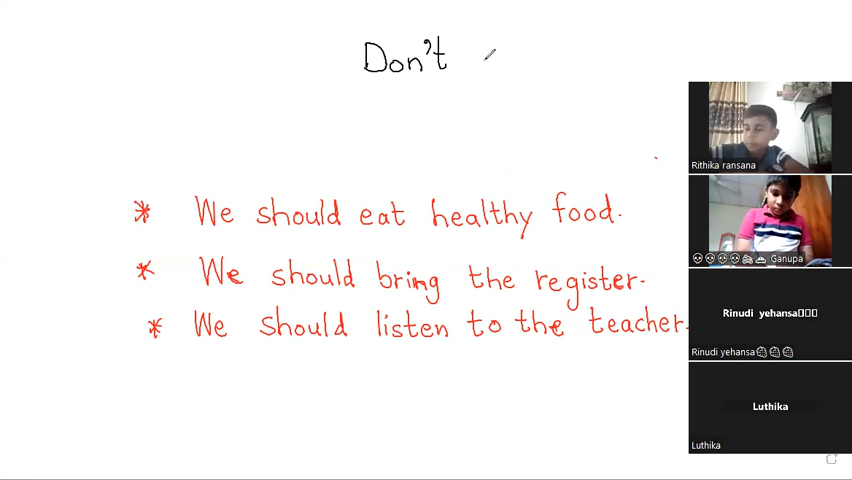 Don't
* We should eat healthy food.
* We should bring the register.
* We should listen to the teacher.
Rithika ransana
Ganupa
Rinudi yehansa
Rinudi yehansa
Luthika
Luthika